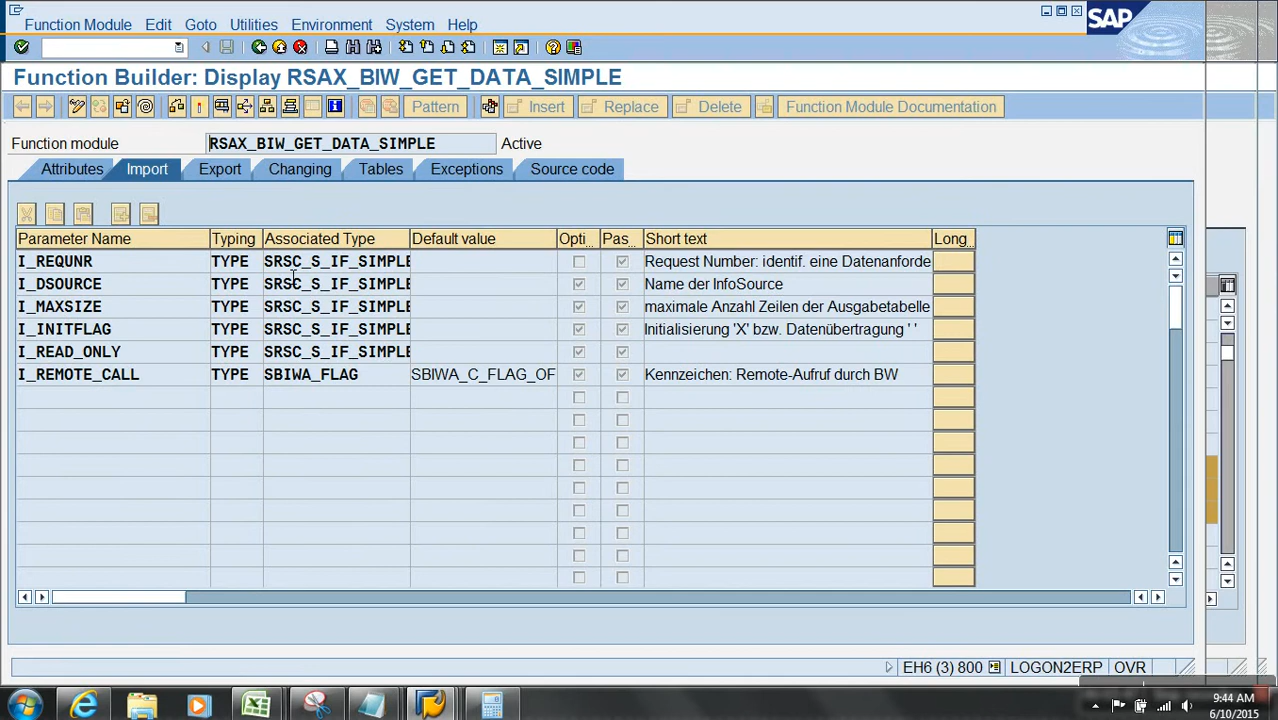 Function Module Edit Goto Utilities Environment System Help
SAP
Function Builder: Display RSAX_BIW_GET_DATA_SIMPLE
Pattern Insert Replace Delete Function Module Documentation
Function module RSAX_BIW_GET_DATA_SIMPLE Active
Attributes Import Export Changing Tables Exceptions Source code
Parameter Name Typing Associated Type Default value Opti... Pas... Short text Long...
I_REQUNR TYPE SRSC_S_IF_SIMPLE Request Number: identif. eine Datenanforde
I_DSOURCE TYPE SRSC_S_IF_SIMPLE Name der InfoSource
I_MAXSIZE TYPE SRSC_S_IF_SIMPLE maximale Anzahl Zeilen der Ausgabetabelle
I_INITFLAG TYPE SRSC_S_IF_SIMPLE Initialisierung 'X' bzw. Datenübertragung ' '
I_READ_ONLY TYPE SRSC_S_IF_SIMPLE
I_REMOTE_CALL TYPE SBIWA_FLAG SBIWA_C_FLAG_OF Kennzeichen: Remote-Aufruf durch BW
EH6 (3) 800 LOGON2ERP OVR
9:44 AM
6/10/2015